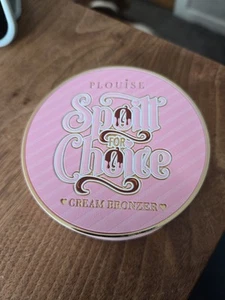 PLOUISE
Spoilt
FOR
Choice
CREAM BRONZER